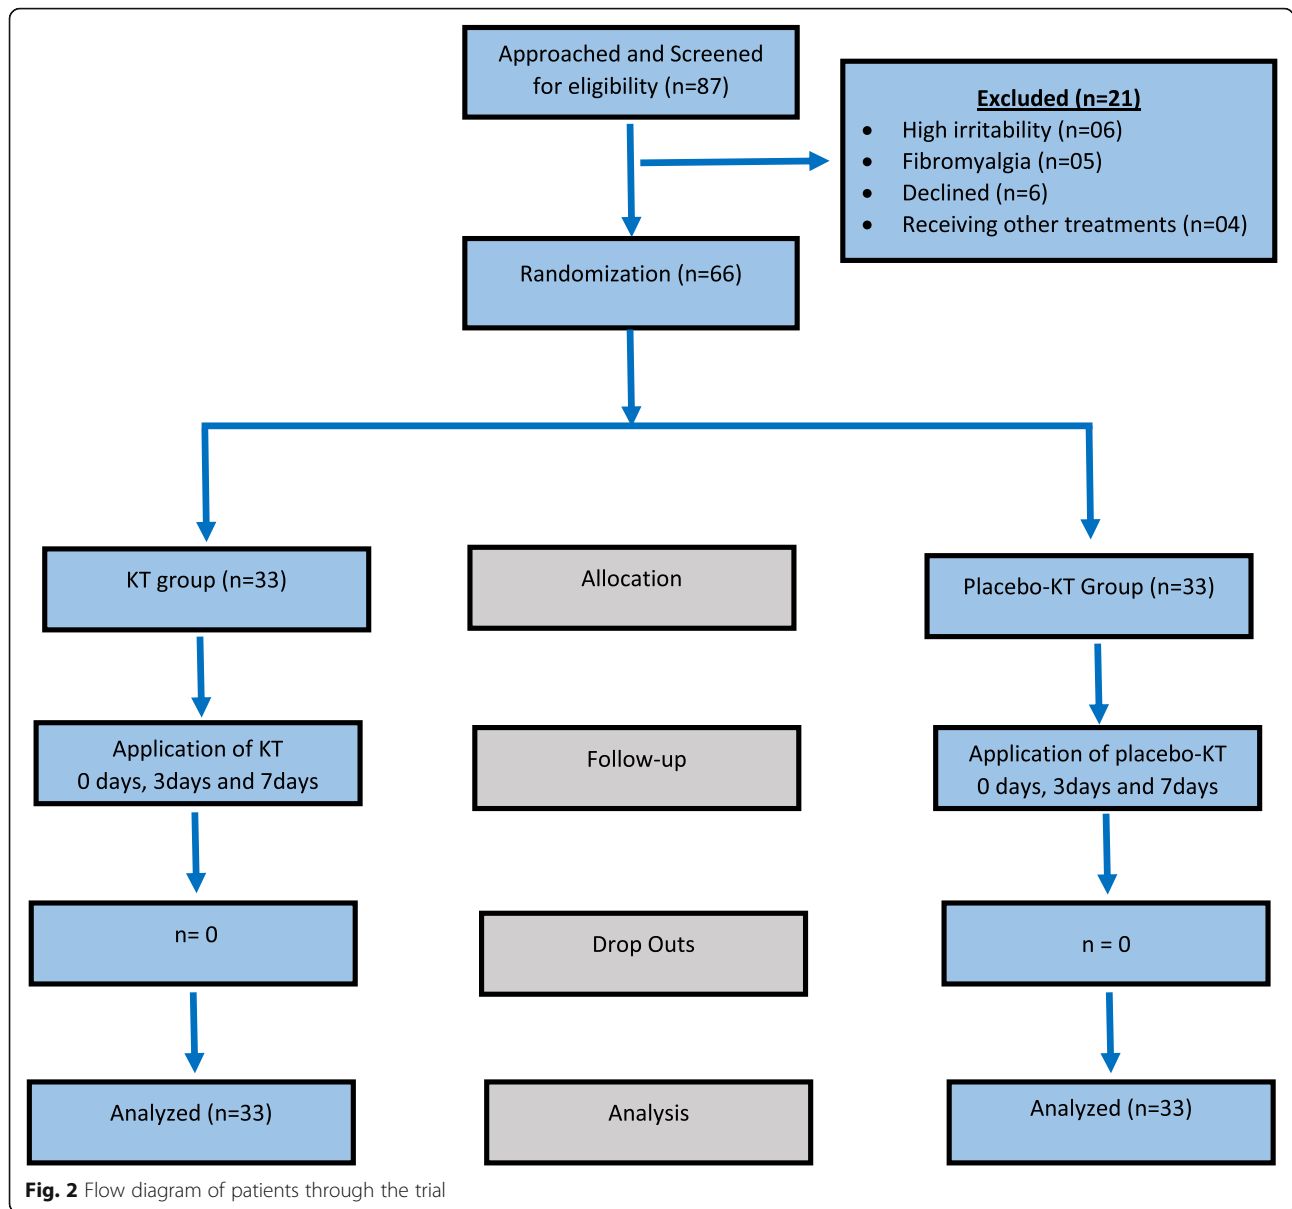 Approached and Screened
for eligibility (n=87)
Excluded (n=21)
• High irritability (n=06)
• Fibromyalgia (n=05)
• Declined (n=6)
• Receiving other treatments (n=04)
Randomization (n=66)
KT group (n=33)
Allocation
Placebo-KT Group (n=33)
Application of KT
0 days, 3days and 7days
Follow-up
Application of placebo-KT
0 days, 3days and 7days
n= 0
Drop Outs
n = 0
Analyzed (n=33)
Analysis
Analyzed (n=33)
Fig. 2 Flow diagram of patients through the trial